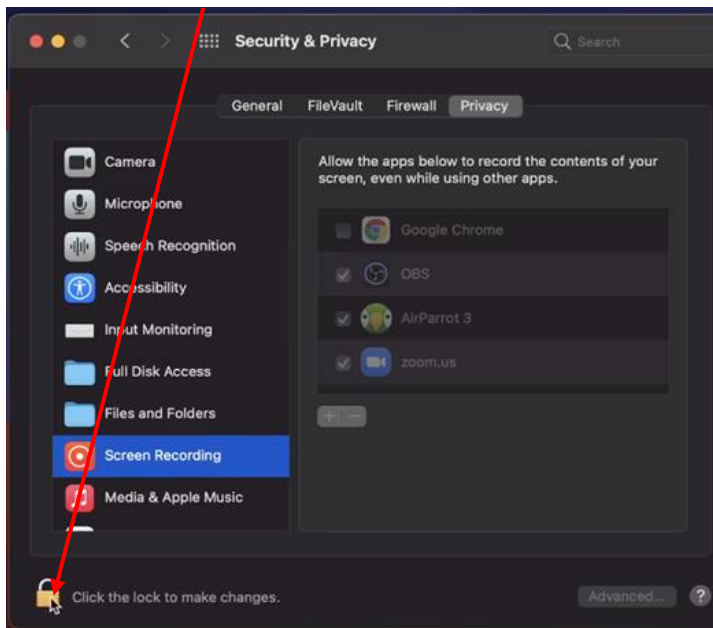 Security & Privacy
Search
General FileVault Firewall Privacy
Camera
Microphone
Speech Recognition
Accessibility
Input Monitoring
Full Disk Access
Files and Folders
Screen Recording
Media & Apple Music
Allow the apps below to record the contents of your
screen, even while using other apps.
Google Chrome
OBS
AirParrot 3
zoom.us
+ −
Click the lock to make changes.
Advanced...
?